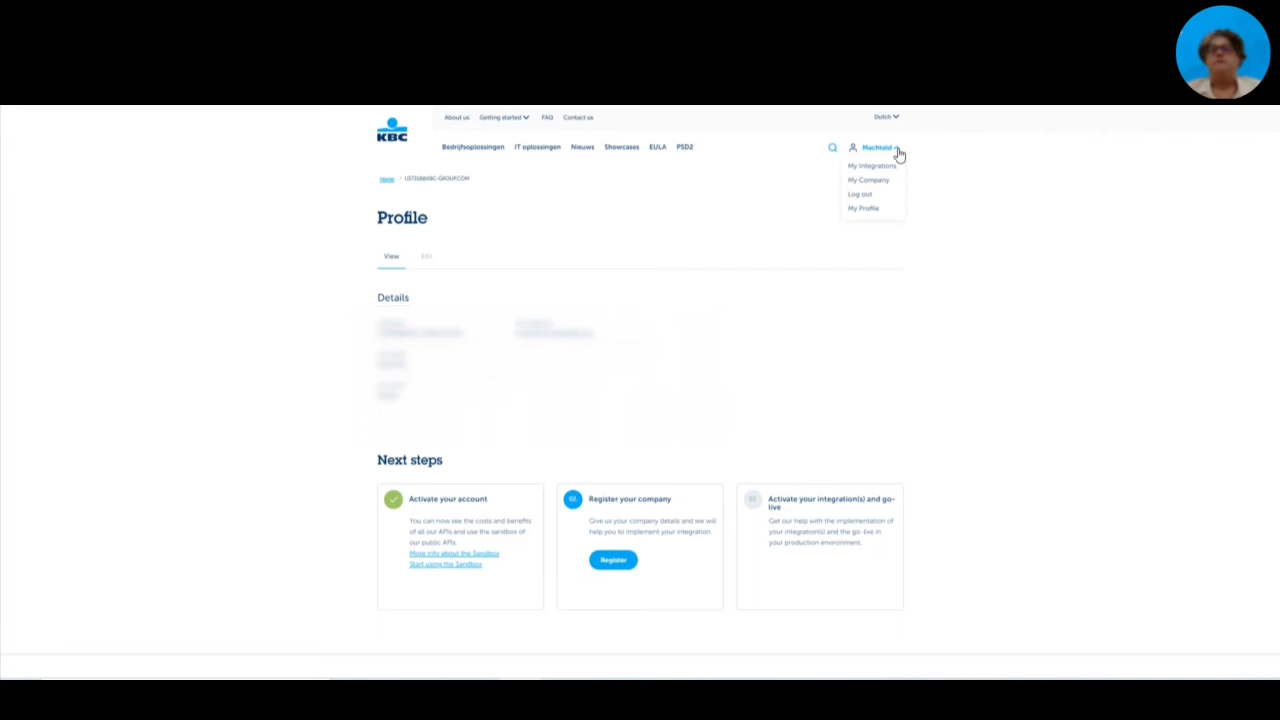 KBC
About us Getting started FAQ Contact us Dutch
Bedrijfsoplossingen IT oplossingen Nieuws Showcases EULA PSD2 Machteld
My Integrations
My Company
Log out
My Profile
Home
Profile
View Edit
Details
Next steps
Activate your account
You can now see the costs and benefits
of all our APIs and use the sandbox of
our public APIs.
More info about the Sandbox
Start using the Sandbox
02.
Register your company
Give us your company details and we will
help you to implement your integration.
Register
03.
Activate your integration(s) and go-
live
Get our help with the implementation of
your integration(s) and the go-live in
your production environment.